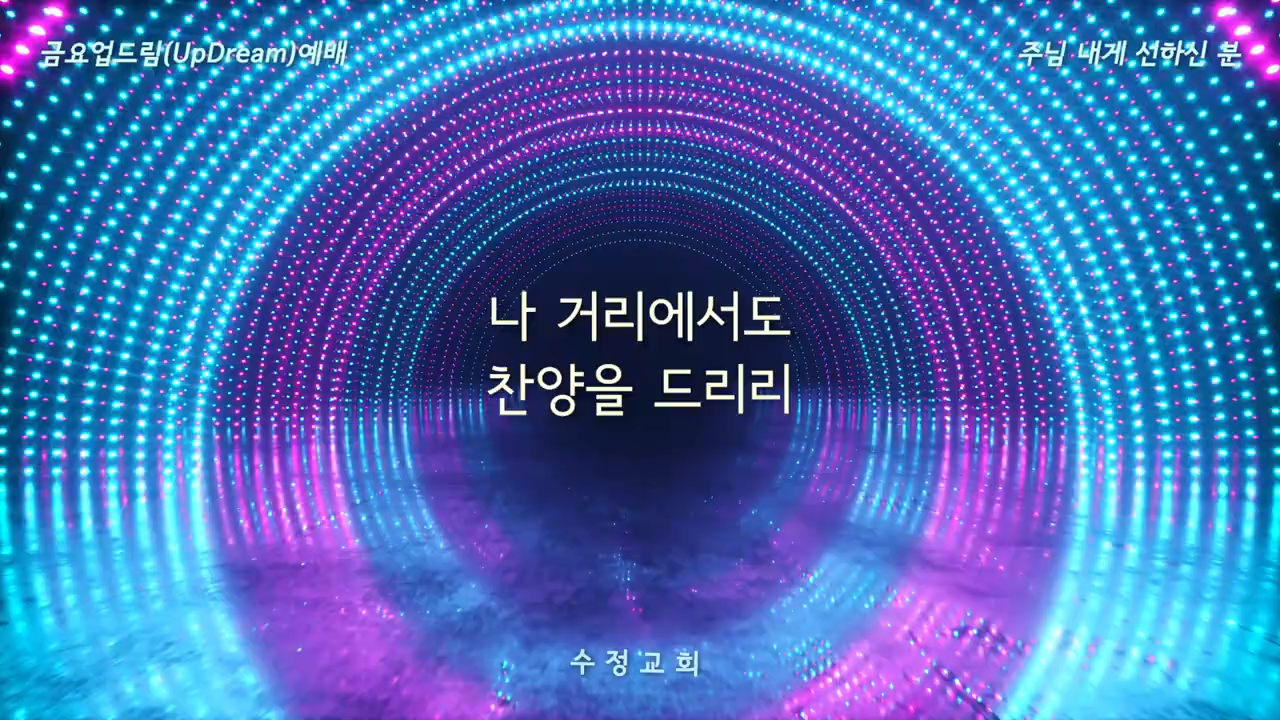 금요업드림(UpDream)예배
주님 내게 선하신 분
나 거리에서도
찬양을 드리리
수정교회